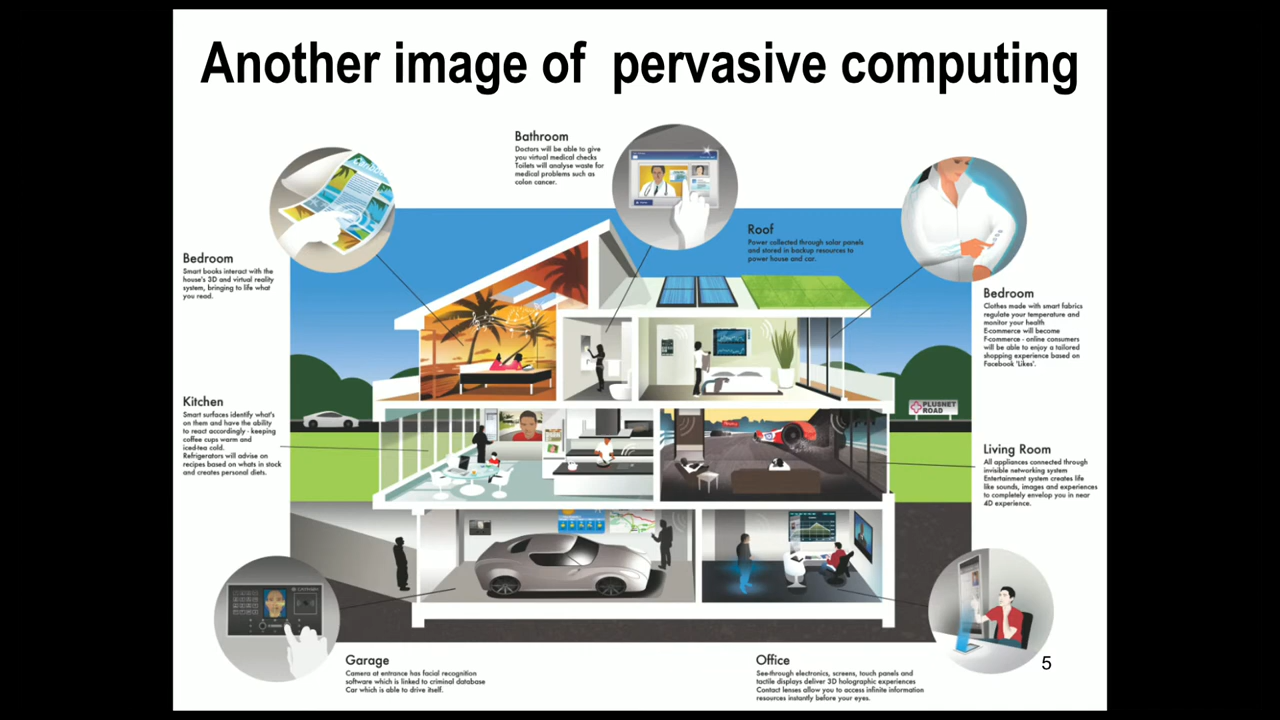 Another image of pervasive computing
Bathroom
Doctors will be able to give
you virtual medical checks
Toilets will analyse waste for
medical problems such as
colon cancer.
Roof
Power collected through solar panels
and stored in backup resources to
power house and car.
Bedroom
Smart books interact with the
house's 3D and virtual reality
system, bringing to life what
you read.
Bedroom
Clothes made with smart fabrics
regulate your temperature and
monitor your health
E-commerce will become
F-commerce - online consumers
will be able to enjoy a tailored
shopping experience based on
Facebook 'Likes'.
PLUSNET
ROAD
Kitchen
Smart surfaces identify what's
on them and have the ability
to react accordingly - keeping
coffee cups warm and
iced-tea cold.
Refrigerators will advise on
recipes based on whats in stock
and creates personal diets.
Living Room
All appliances connected through
invisible networking system
Entertainment system creates life
like sounds, images and experiences
to completely envelop you in near
4D experience.
Garage
Camera at entrance has facial recognition
software which is linked to criminal database
Car which is able to drive itself.
Office
See-through electronics, screens, touch panels and
tactile displays deliver 3D holographic experiences
Contact lenses allow you to access infinite information
resources instantly before your eyes.
5